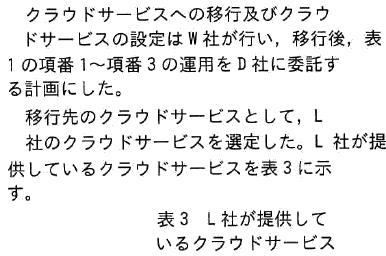 クラウドサービスへの移行及びクラウ
ドサービスの設定はW社が行い，移行後，表
1の項番1～項番3の運用をD社に委託す
る計画にした。
移行先のクラウドサービスとして，L
社のクラウドサービスを選定した。L 社が提
供しているクラウドサービスを表3に示
す。
表3　L社が提供して
いるクラウドサービス